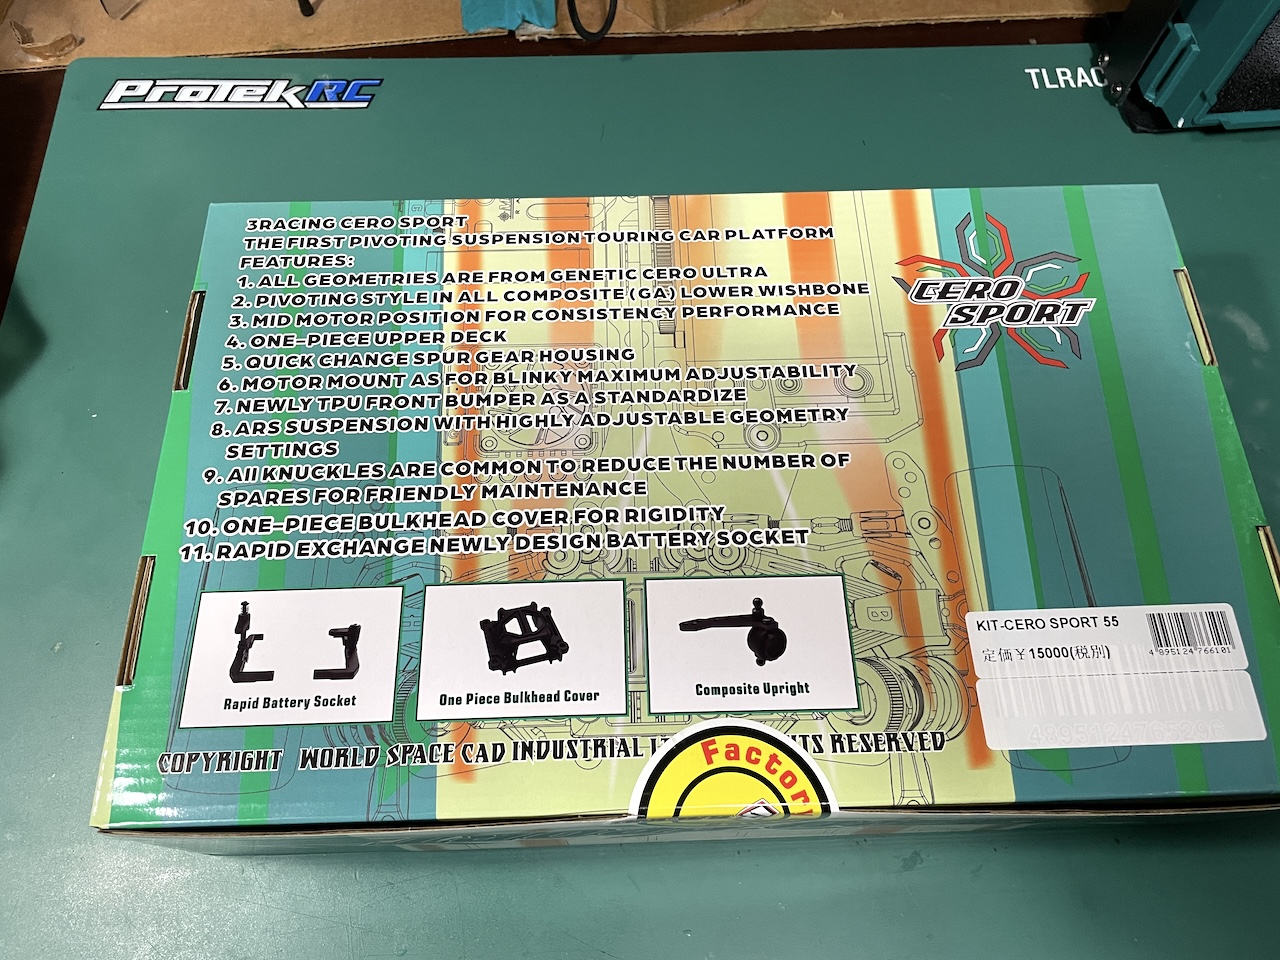 PROTEK RC
TLRAC
3RACING CERO SPORT
THE FIRST PIVOTING SUSPENSION TOURING CAR PLATFORM
FEATURES:
1. ALL GEOMETRIES ARE FROM GENETIC CERO ULTRA
2. PIVOTING STYLE IN ALL COMPOSITE (GA) LOWER WISHBONE
3. MID MOTOR POSITION FOR CONSISTENCY PERFORMANCE
4. ONE-PIECE UPPER DECK
5. QUICK CHANGE SPUR GEAR HOUSING
6. MOTOR MOUNT AS FOR BLINKY MAXIMUM ADJUSTABILITY
7. NEWLY TPU FRONT BUMPER AS A STANDARDIZE
8. ARS SUSPENSION WITH HIGHLY ADJUSTABLE GEOMETRY
SETTINGS
9. All KNUCKLES ARE COMMON TO REDUCE THE NUMBER OF
SPARES FOR FRIENDLY MAINTENANCE
10. ONE-PIECE BULKHEAD COVER FOR RIGIDITY
11. RAPID EXCHANGE NEWLY DESIGN BATTERY SOCKET
CERO
SPORT
Rapid Battery Socket
One Piece Bulkhead Cover
Composite Upright
KIT-CERO SPORT 55
定価¥15000(税別)
4 895124 766101
COPYRIGHT WORLD SPACE CAD INDUSTRIAL RESERVED
Factory